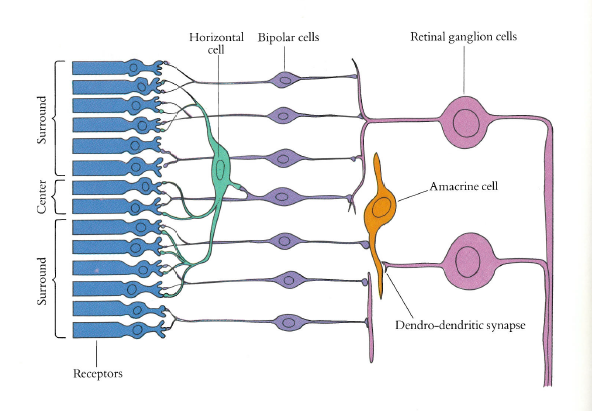 Horizontal
cell
Bipolar cells
Retinal ganglion cells
Surround
Center
Surround
Amacrine cell
Dendro-dendritic synapse
Receptors